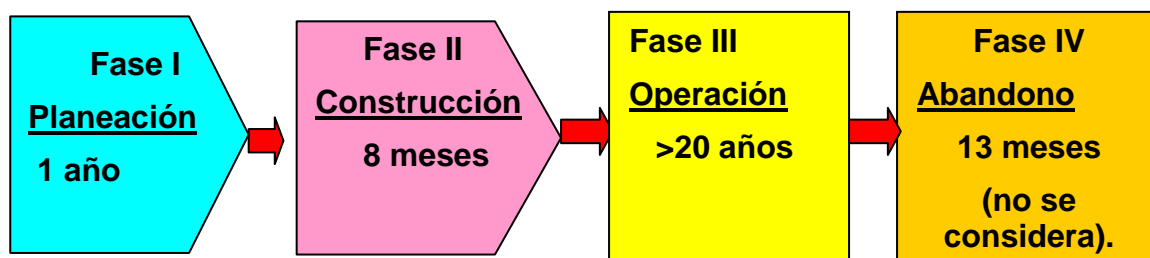 Fase I
Planeación
1 año
Fase II
Construcción
8 meses
Fase III
Operación
>20 años
Fase IV
Abandono
13 meses
(no se
considera).